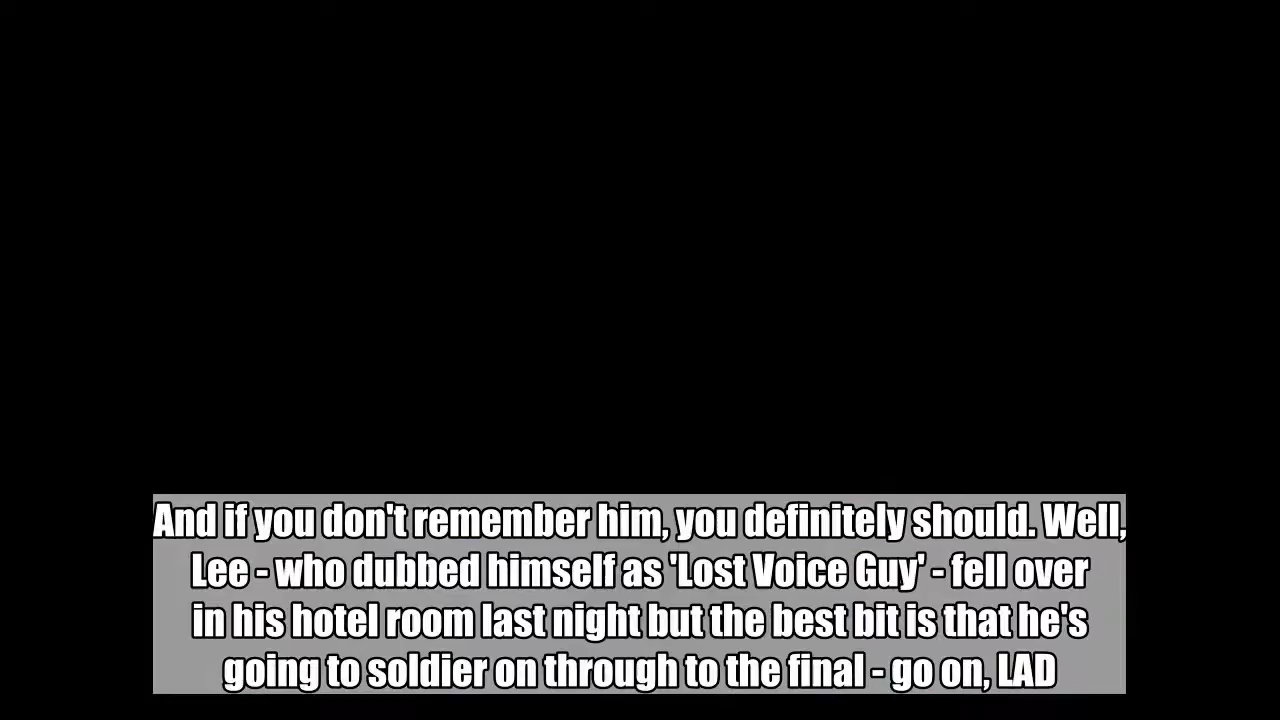 And if you don't remember him, you definitely should. Well,
Lee - who dubbed himself as 'Lost Voice Guy' - fell over
in his hotel room last night but the best bit is that he's
going to soldier on through to the final - go on, LAD